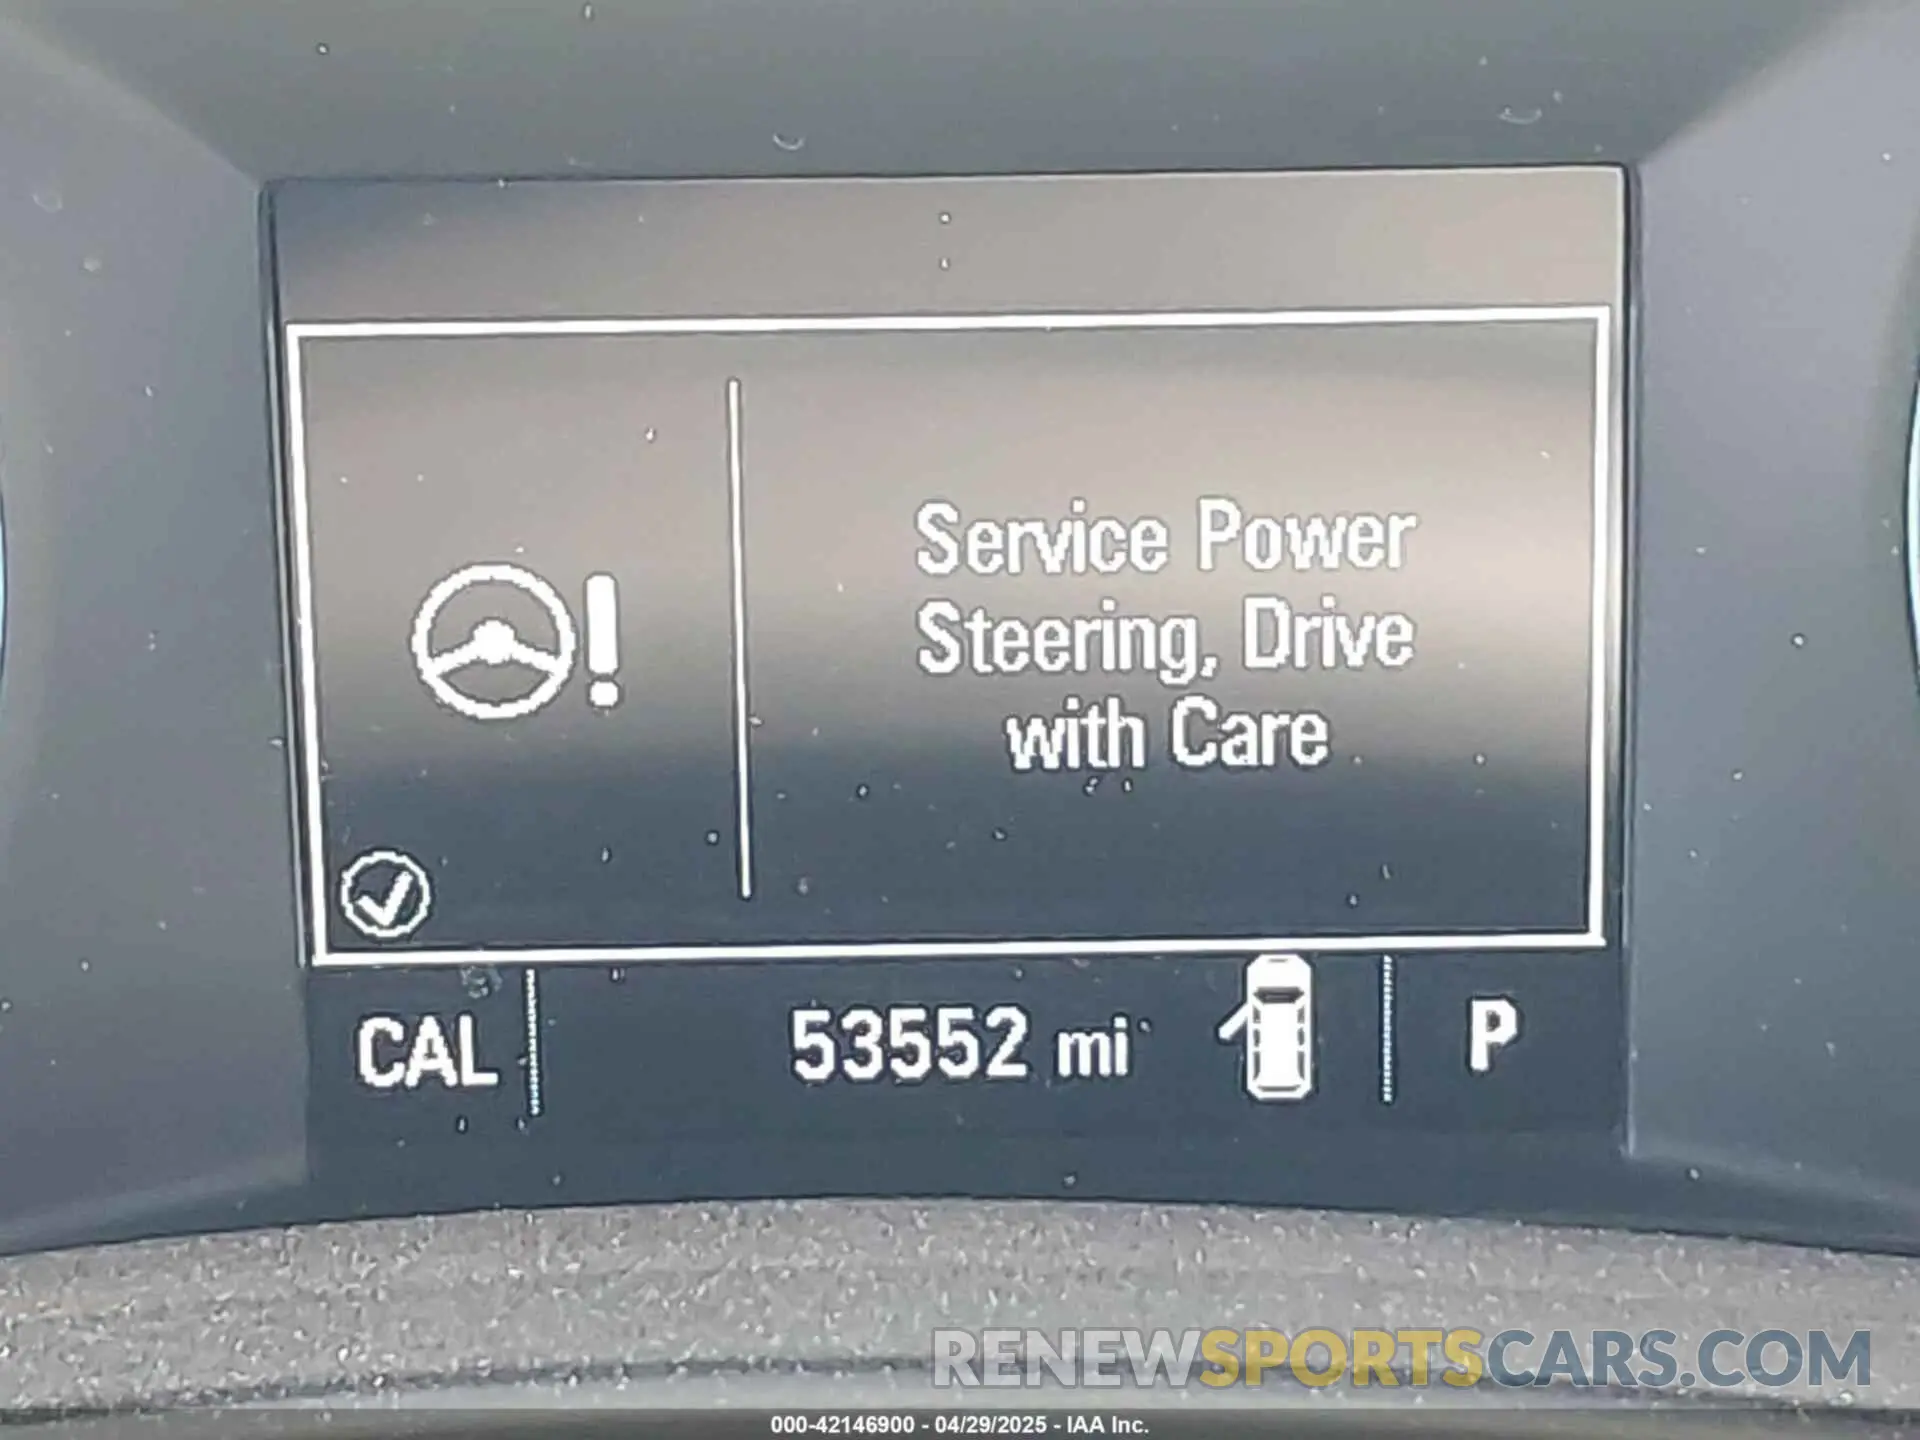 Service Power
Steering, Drive
with Care
CAL 53552 mi P
RENEWSPORTSCARS.COM
000-42146900 - 04/29/2025 - IAA Inc.